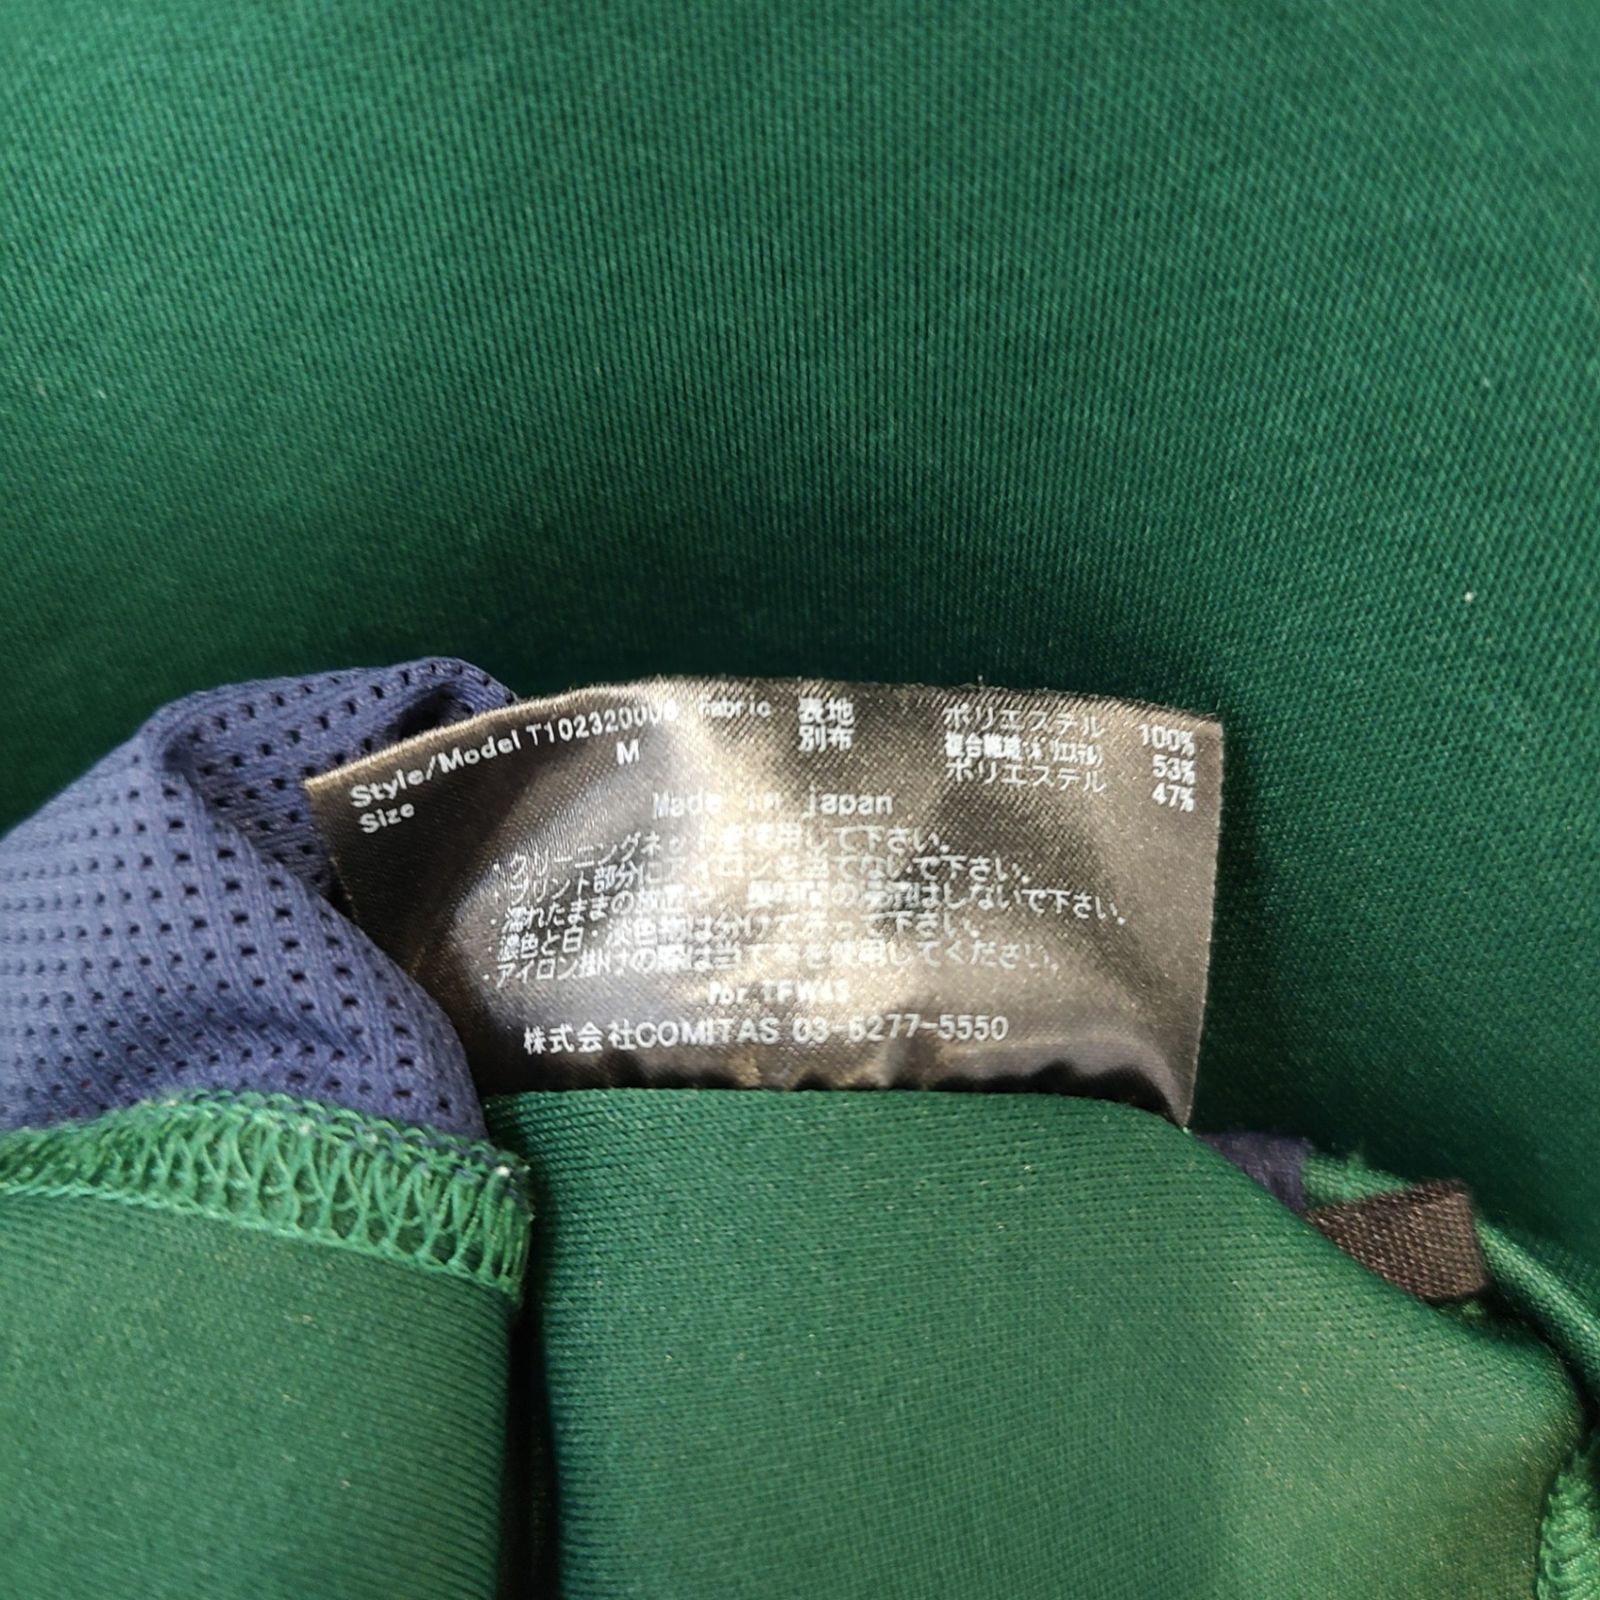 Style/Model T10232000 Fabric 表地 ポリエステル 100%
別布 複合繊維(ポリエステル) 53%
ポリエステル 47%
Size M
Made in japan
・クリーニングネットを使用して下さい。
・プリント部分にアイロンを当てないで下さい。
・濡れたままの放置や、長時間の はしないで下さい。
・濃色と白・淡色物は分けて洗って下さい。
・アイロン掛けの際は当て布を使用してください。
for TFW49
株式会社COMITAS 03-6277-5550